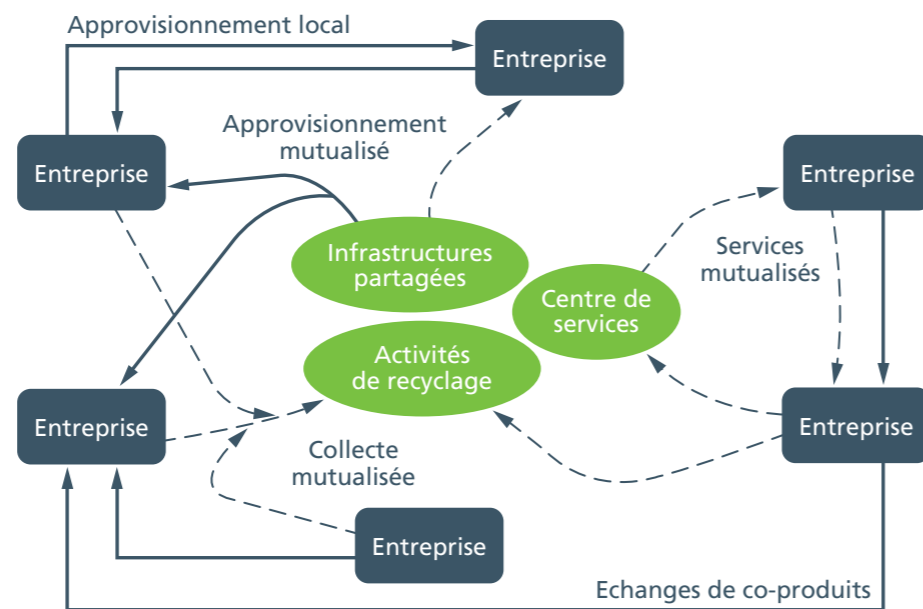 Approvisionnement local
Entreprise
Approvisionnement
mutualisé
Entreprise
Entreprise
Infrastructures
partagées
Services
mutualisés
Centre de
services
Activités
de recyclage
Entreprise
Entreprise
Collecte
mutualisée
Entreprise
Echanges de co-produits